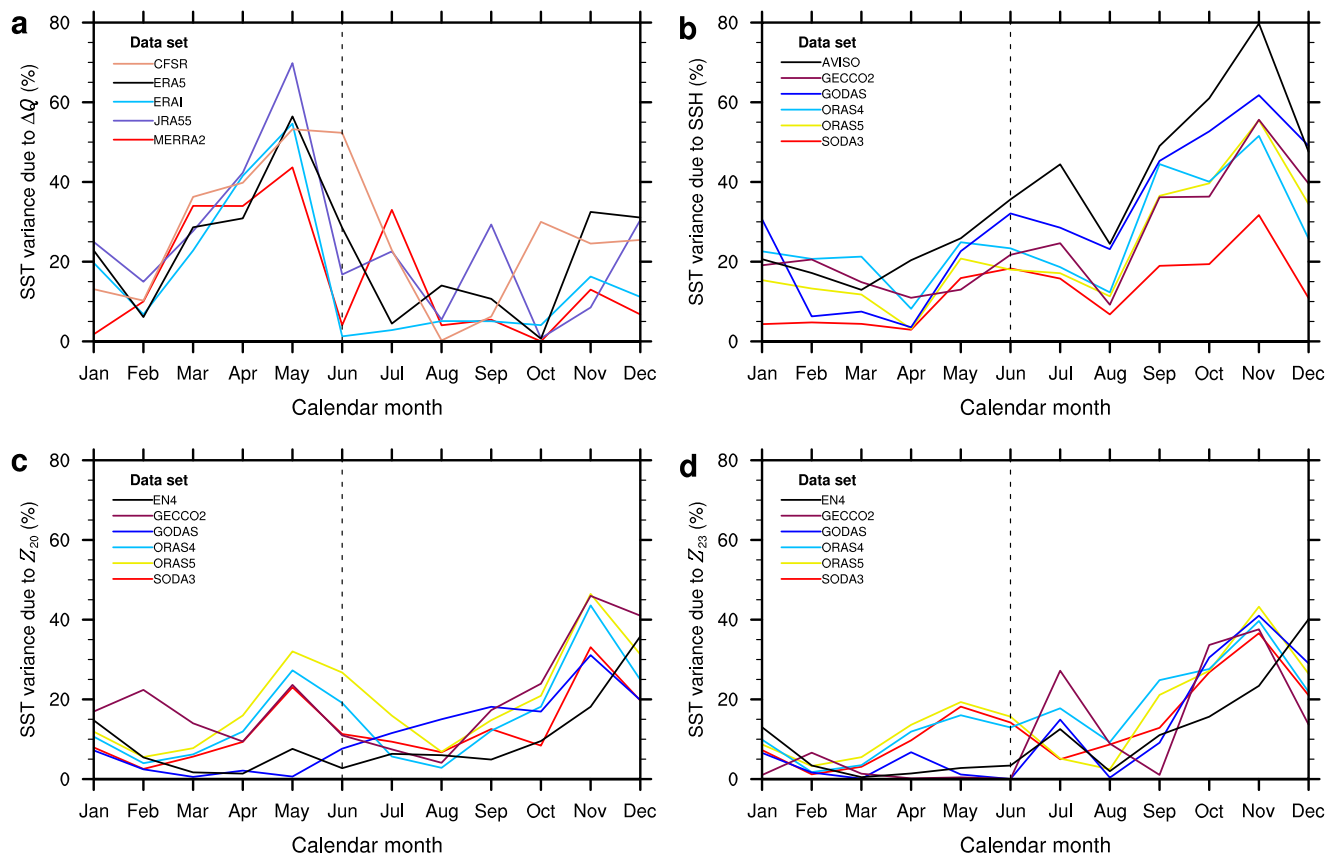 a
SST variance due to ΔQ (%)
80
60
40
20
0
Data set
CFSR
ERA5
ERAI
JRA55
MERRA2
Jan Feb Mar Apr May Jun Jul Aug Sep Oct Nov Dec
Calendar month
b
SST variance due to SSH (%)
80
60
40
20
0
Data set
AVISO
GECCO2
GODAS
ORAS4
ORAS5
SODA3
Jan Feb Mar Apr May Jun Jul Aug Sep Oct Nov Dec
Calendar month
c
SST variance due to Z₂₀ (%)
80
60
40
20
0
Data set
EN4
GECCO2
GODAS
ORAS4
ORAS5
SODA3
Jan Feb Mar Apr May Jun Jul Aug Sep Oct Nov Dec
Calendar month
d
SST variance due to Z₂₃ (%)
80
60
40
20
0
Data set
EN4
GECCO2
GODAS
ORAS4
ORAS5
SODA3
Jan Feb Mar Apr May Jun Jul Aug Sep Oct Nov Dec
Calendar month